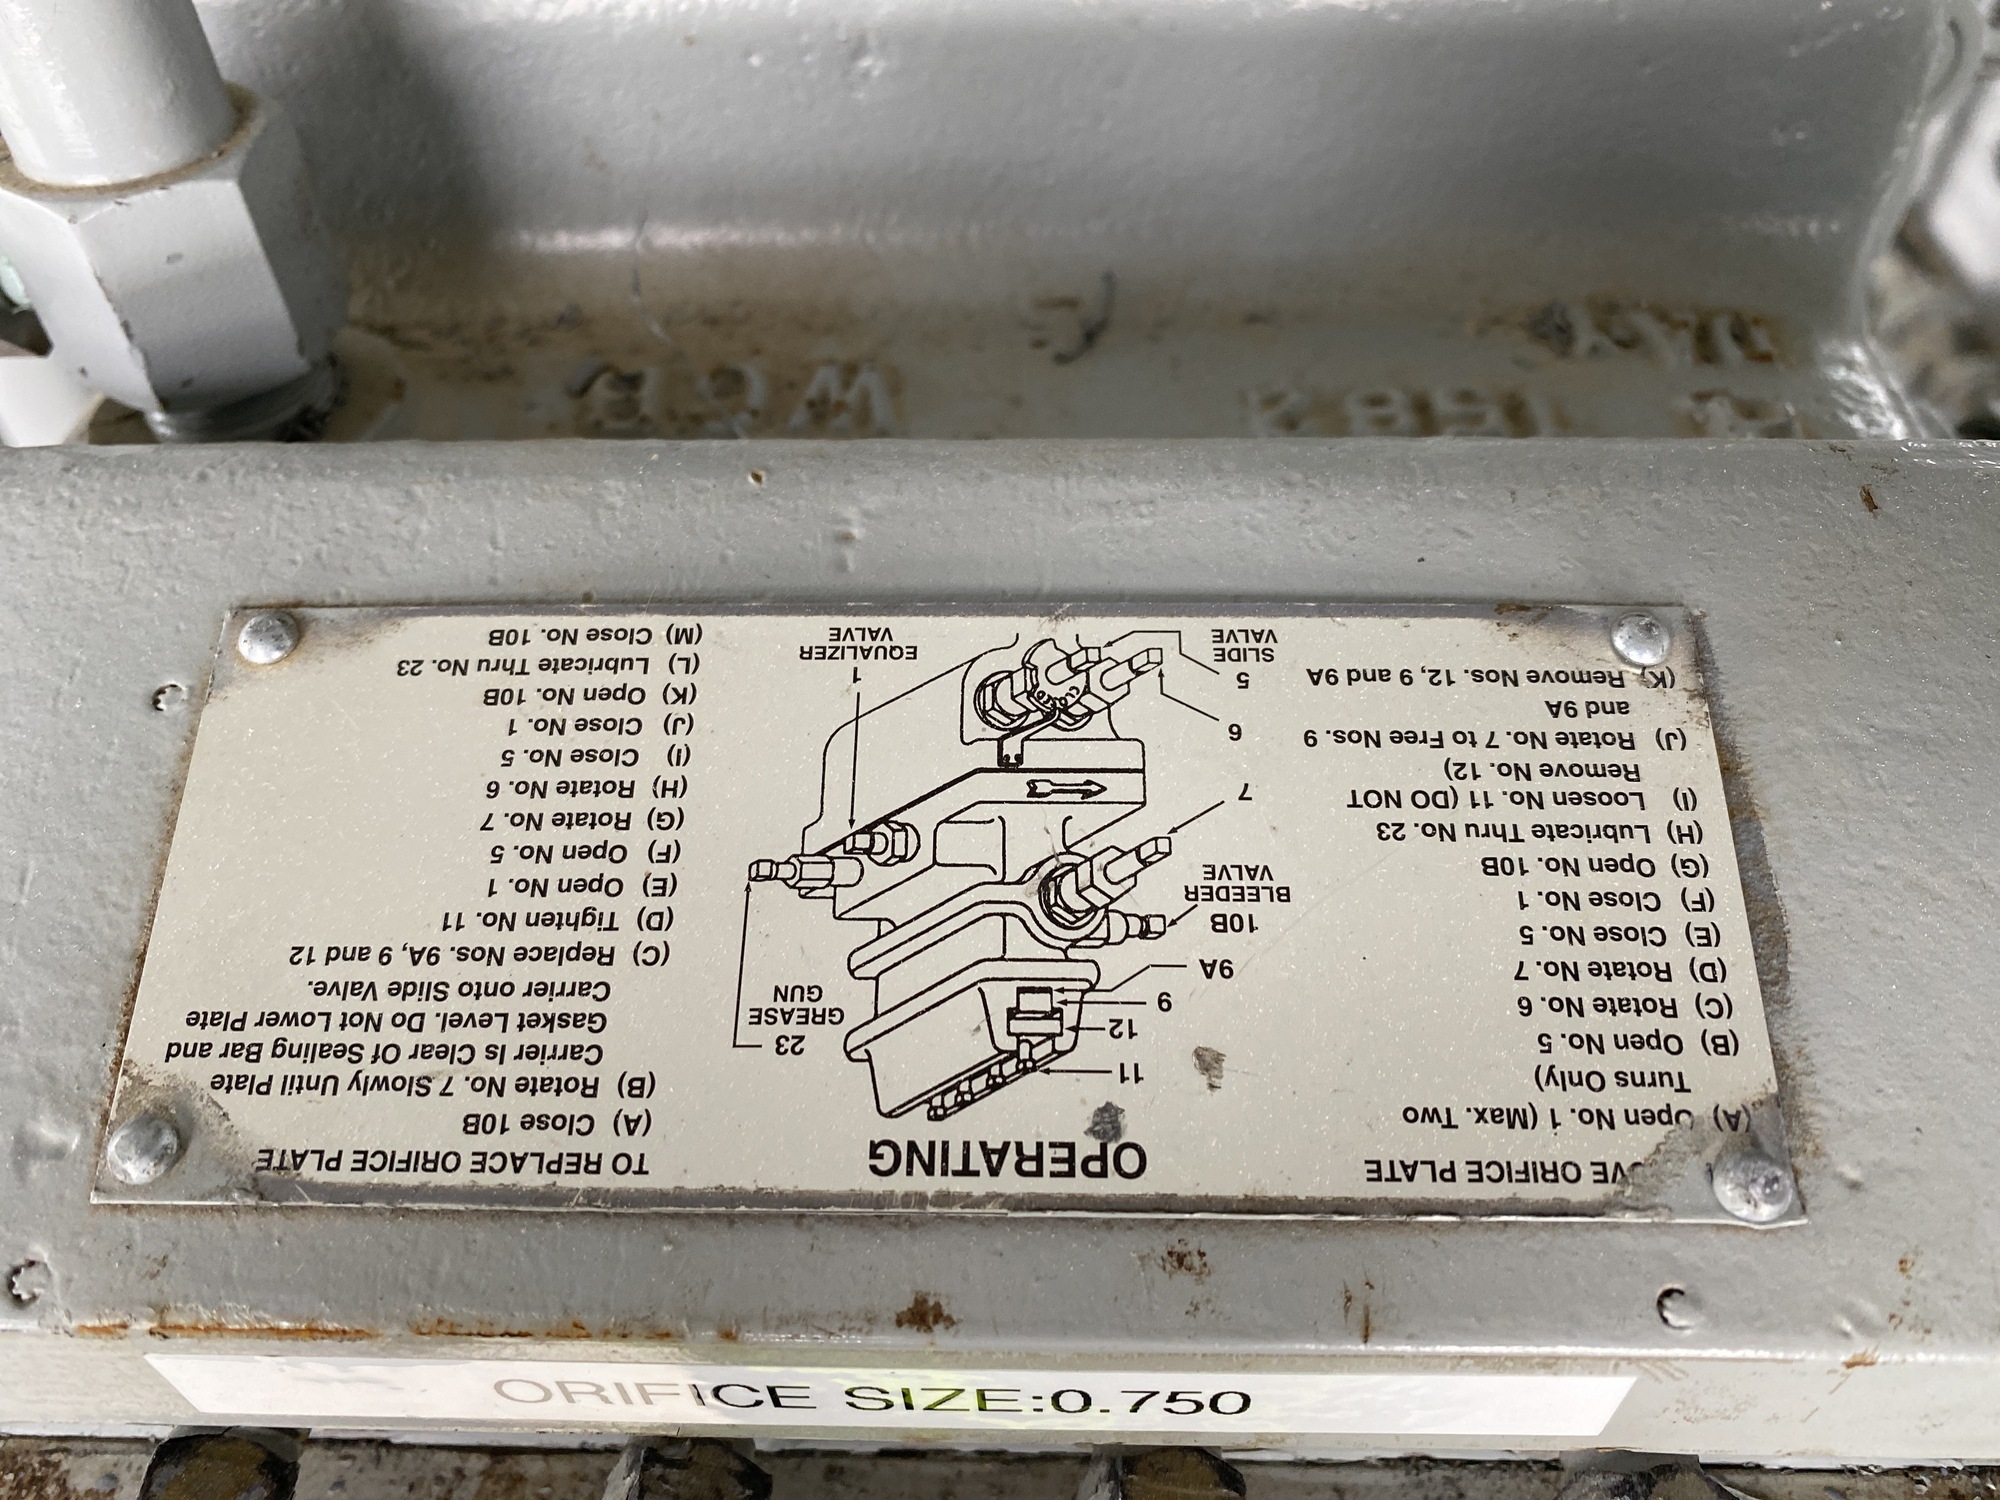 OVE ORIFICE PLATE
(A) Open No. 1 (Max. Two
Turns Only)
(B) Open No. 5
(C) Rotate No. 6
(D) Rotate No. 7
(E) Close No. 5
(F) Close No. 1
(G) Open No. 10B
(H) Lubricate Thru No. 23
(I) Loosen No. 11 (DO NOT
Remove No. 12)
(J) Rotate No. 7 to Free Nos. 9
and 9A
(K) Remove Nos. 12, 9 and 9A
OPERATING
11
12
9
9A
10B
BLEEDER
VALVE
7
6
5
SLIDE
VALVE
23
GREASE
GUN
1
EQUALIZER
VALVE
TO REPLACE ORIFICE PLATE
(A) Close 10B
(B) Rotate No. 7 Slowly Until Plate
Carrier Is Clear Of Sealing Bar and
Gasket Level. Do Not Lower Plate
Carrier onto Slide Valve.
(C) Replace Nos. 9A, 9 and 12
(D) Tighten No. 11
(E) Open No. 1
(F) Open No. 5
(G) Rotate No. 7
(H) Rotate No. 6
(I) Close No. 5
(J) Close No. 1
(K) Open No. 10B
(L) Lubricate Thru No. 23
(M) Close No. 10B
WCB
ORIFICE SIZE:0.750